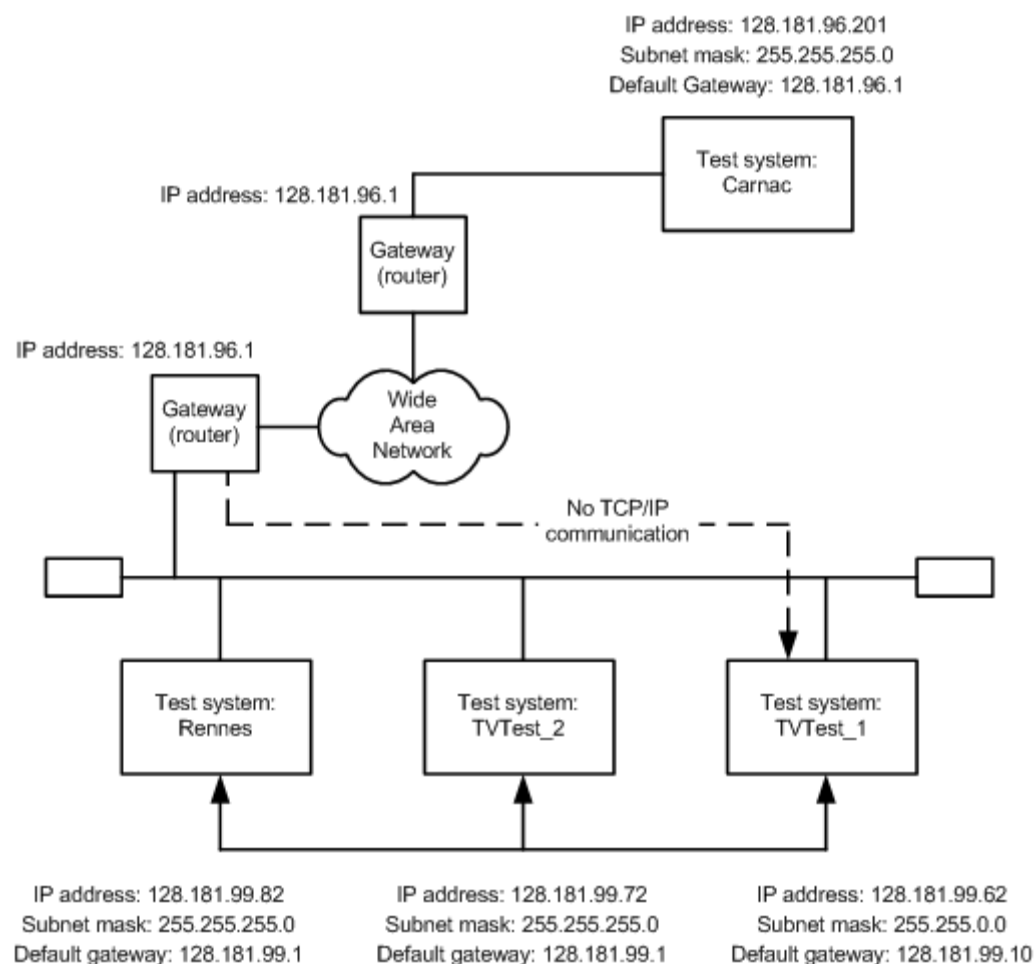 IP address: 128.181.96.201
Subnet mask: 255.255.255.0
Default Gateway: 128.181.96.1
Test system:
Carnac
IP address: 128.181.96.1
Gateway
(router)
IP address: 128.181.96.1
Gateway
(router)
Wide
Area
Network
No TCP/IP
communication
Test system:
Rennes
Test system:
TVTest_2
Test system:
TVTest_1
IP address: 128.181.99.82
Subnet mask: 255.255.255.0
Default gateway: 128.181.99.1
IP address: 128.181.99.72
Subnet mask: 255.255.255.0
Default gateway: 128.181.99.1
IP address: 128.181.99.62
Subnet mask: 255.255.0.0
Default gateway: 128.181.99.10